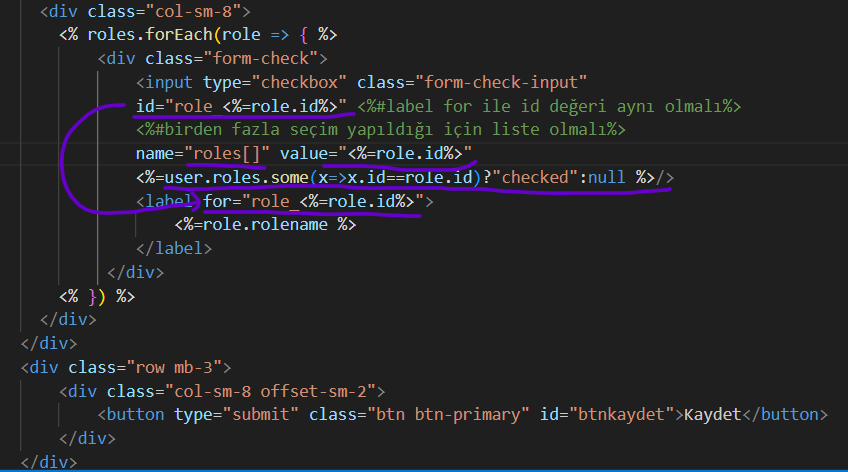 <div class="col-sm-8">
<% roles.forEach(role => { %>
<div class="form-check">
<input type="checkbox" class="form-check-input"
id="role_<%=role.id%>" <%#label for ile id değeri aynı olmalı%>
<%#birden fazla seçim yapıldığı için liste olmalı%>
name="roles[]" value="<%=role.id%>"
<%=user.roles.some(x=>x.id==role.id)?"checked":null %>/>
<label for="role_<%=role.id%>">
<%=role.rolename %>
</label>
</div>
<% }) %>
</div>
</div>
<div class="row mb-3">
<div class="col-sm-8 offset-sm-2">
<button type="submit" class="btn btn-primary" id="btnkaydet">Kaydet</button>
</div>
</div>